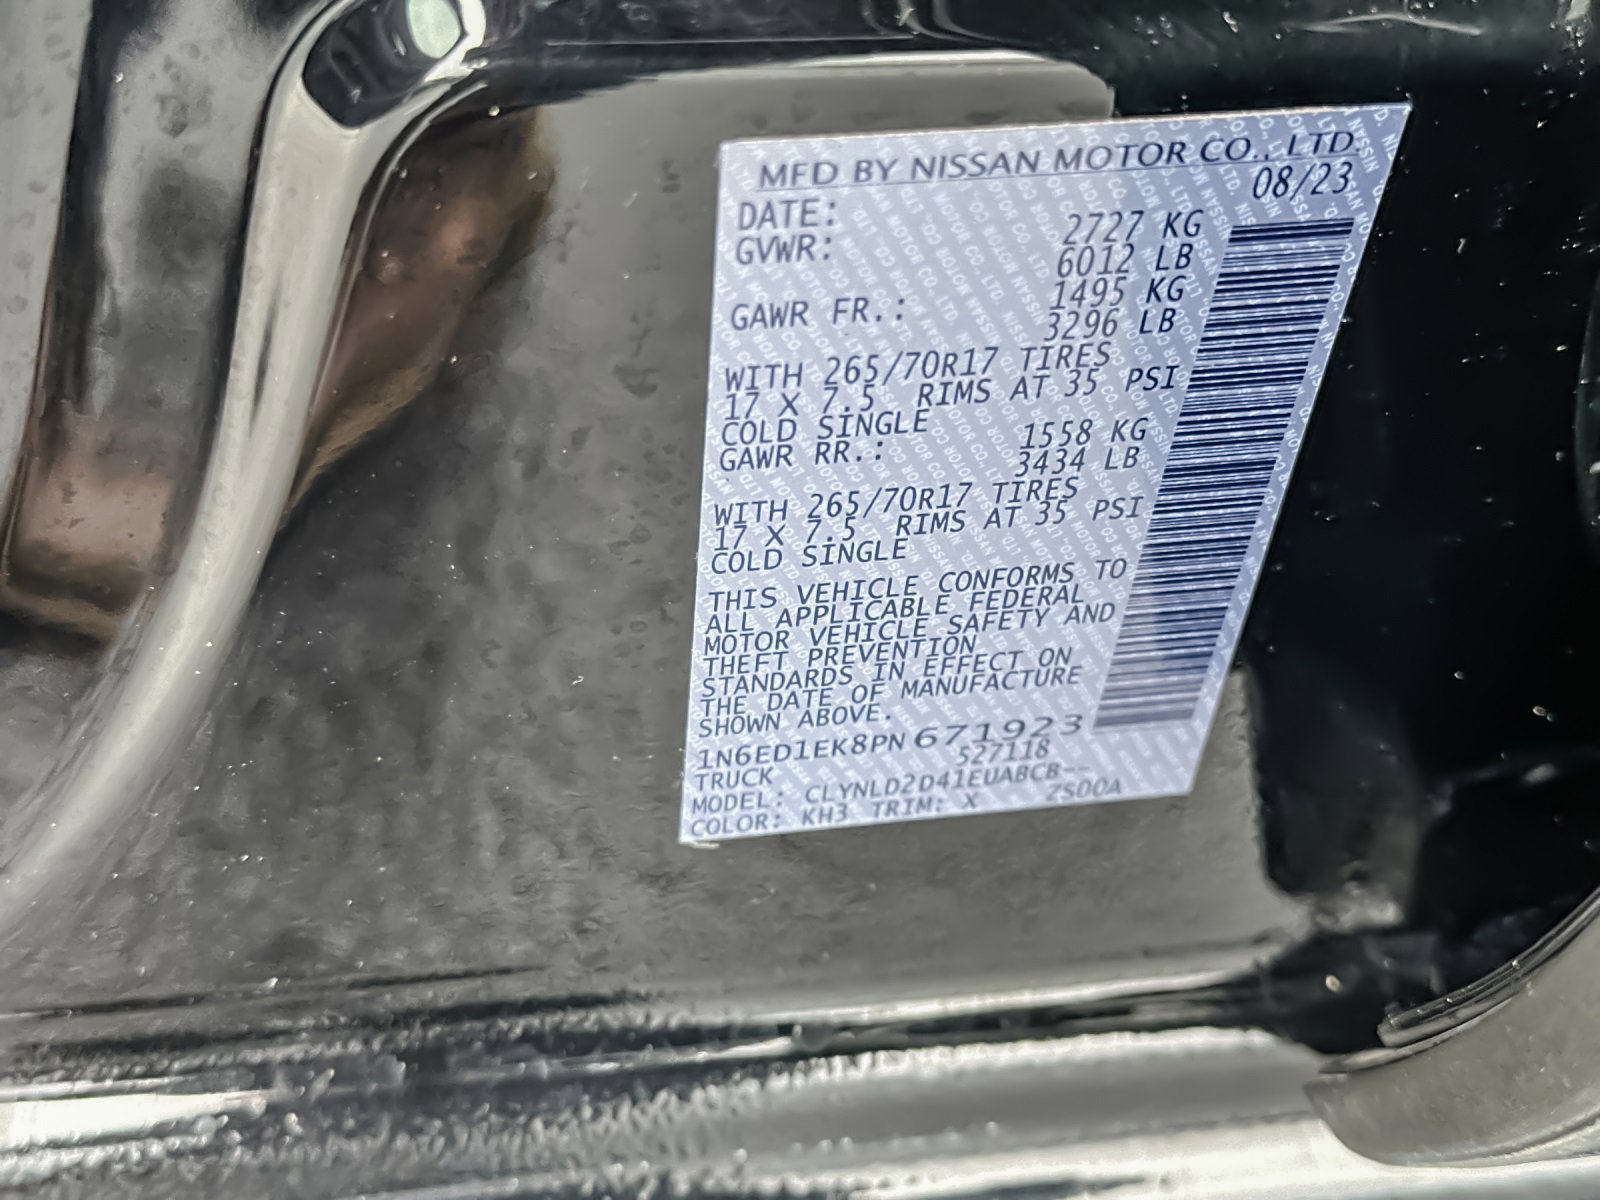 MFD BY NISSAN MOTOR CO., LTD.
DATE: 08/23
GVWR: 2727 KG
6012 LB
GAWR FR.: 1495 KG
3296 LB
WITH 265/70R17 TIRES
17 X 7.5 RIMS AT 35 PSI
COLD SINGLE
GAWR RR.: 1558 KG
3434 LB
WITH 265/70R17 TIRES
17 X 7.5 RIMS AT 35 PSI
COLD SINGLE
THIS VEHICLE CONFORMS TO
ALL APPLICABLE FEDERAL
MOTOR VEHICLE SAFETY AND
THEFT PREVENTION
STANDARDS IN EFFECT ON
THE DATE OF MANUFACTURE
SHOWN ABOVE.
1N6ED1EK8PN671923
TRUCK 527118
MODEL: CLYNLD2D41EUABCB--
COLOR: KH3 TRIM: X ZS00A